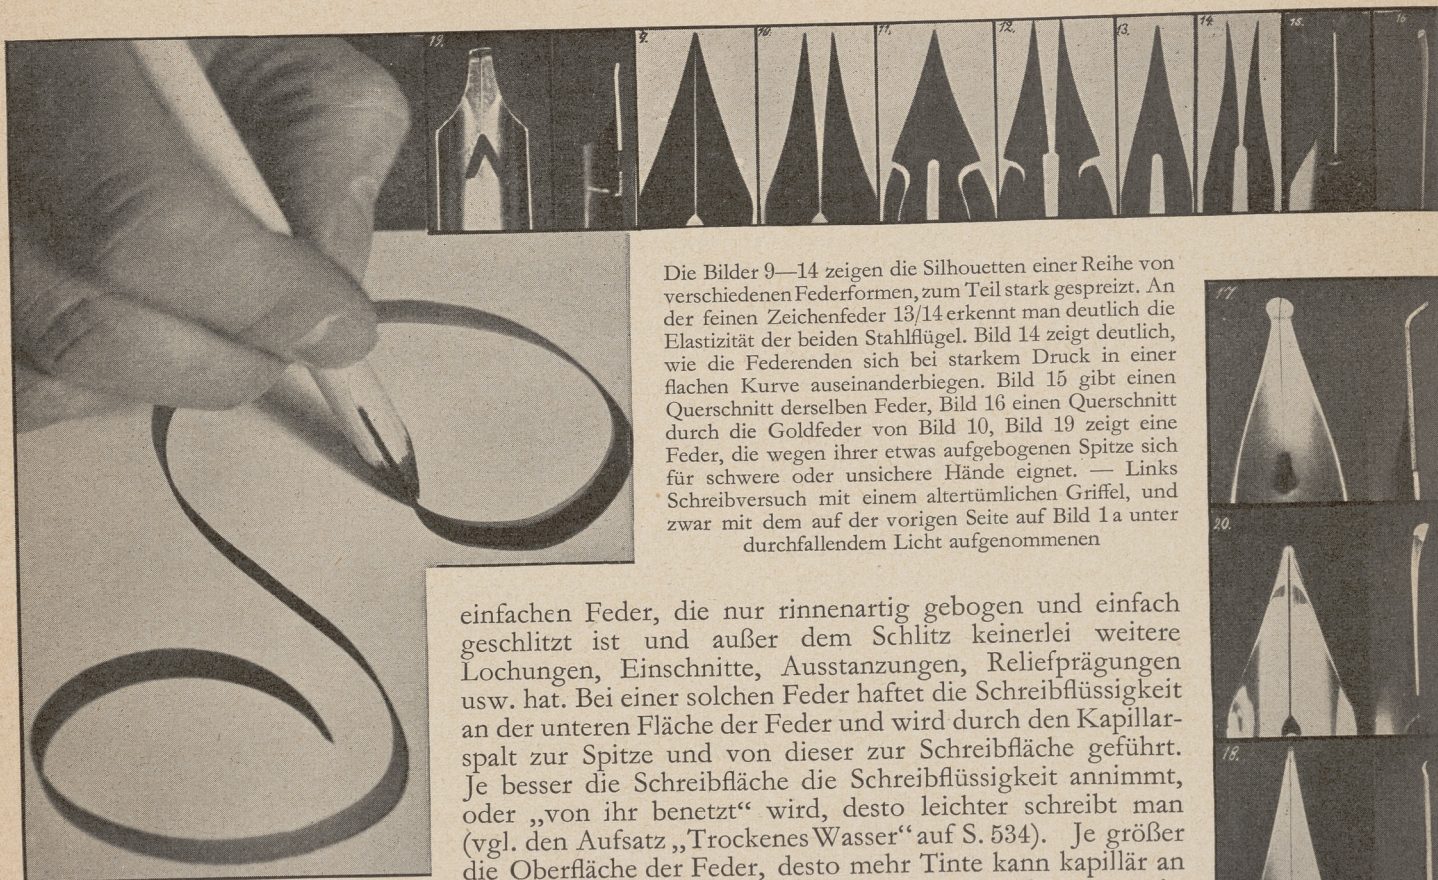 19.
9.
10.
11.
12.
13.
14.
15.
16
Die Bilder 9—14 zeigen die Silhouetten einer Reihe von
verschiedenen Federformen, zum Teil stark gespreizt. An
der feinen Zeichenfeder 13/14 erkennt man deutlich die
Elastizität der beiden Stahlflügel. Bild 14 zeigt deutlich,
wie die Federenden sich bei starkem Druck in einer
flachen Kurve auseinanderbiegen. Bild 15 gibt einen
Querschnitt derselben Feder, Bild 16 einen Querschnitt
durch die Goldfeder von Bild 10, Bild 19 zeigt eine
Feder, die wegen ihrer etwas aufgebogenen Spitze sich
für schwere oder unsichere Hände eignet. — Links
Schreibversuch mit einem altertümlichen Griffel, und
zwar mit dem auf der vorigen Seite auf Bild 1a unter
durchfallendem Licht aufgenommenen
17
20.
18.
einfachen Feder, die nur rinnenartig gebogen und einfach
geschlitzt ist und außer dem Schlitz keinerlei weitere
Lochungen, Einschnitte, Ausstanzungen, Reliefprägungen
usw. hat. Bei einer solchen Feder haftet die Schreibflüssigkeit
an der unteren Fläche der Feder und wird durch den Kapillar-
spalt zur Spitze und von dieser zur Schreibfläche geführt.
Je besser die Schreibfläche die Schreibflüssigkeit annimmt,
oder „von ihr benetzt“ wird, desto leichter schreibt man
(vgl. den Aufsatz „Trockenes Wasser“ auf S. 534). Je größer
die Oberfläche der Feder, desto mehr Tinte kann kapillär an